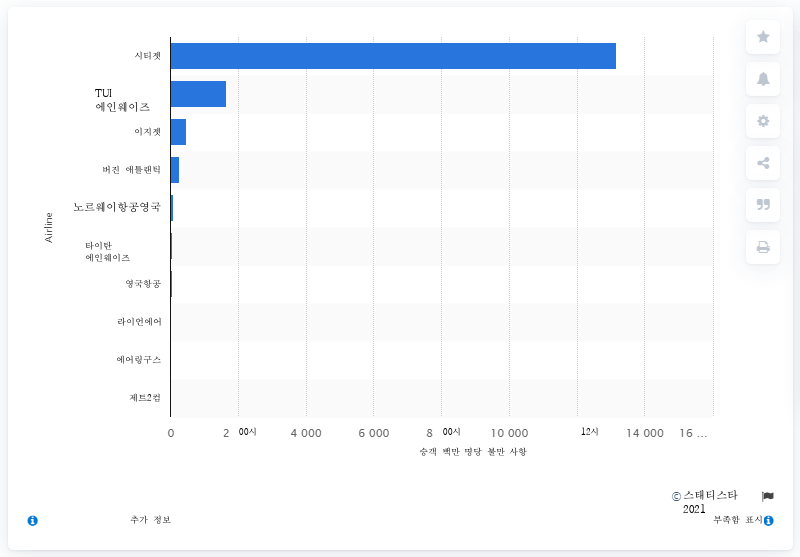 시티젯
TUI
에인웨이즈
이지젯
버진 에틀랜틱
노르웨이항공영국
Airline
타이탄
에인웨이즈
영국항공
라이언에어
에어링구스
제트2컴
0 2 00시 4 000 6 000 8 00시 10 000 12시 14 000 16 ...
승객 백만 명당 불만 사항
© 스태티스타
2021
추가 정보
부족함 표시